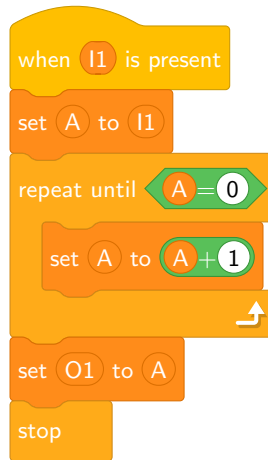 when I1 is present
set A to I1
repeat until A=0
set A to A+1
set O1 to A
stop